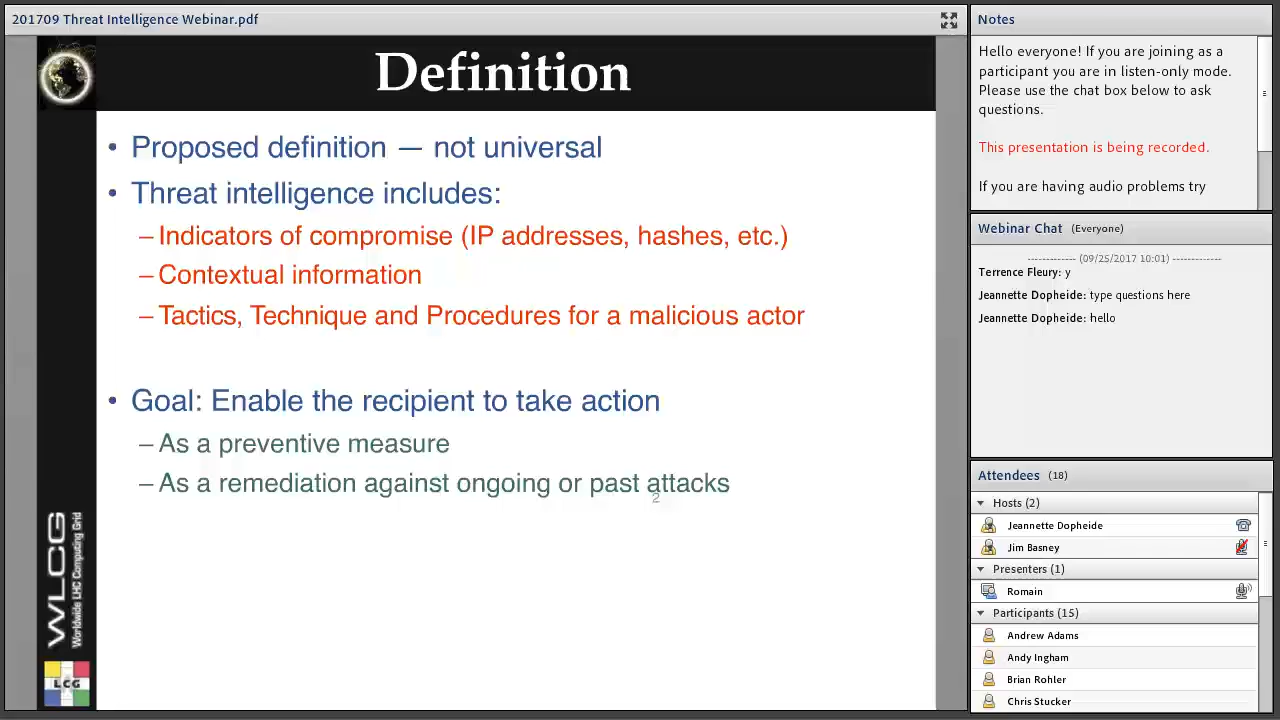 201709 Threat Intelligence Webinar.pdf
Definition
• Proposed definition — not universal
• Threat intelligence includes:
– Indicators of compromise (IP addresses, hashes, etc.)
– Contextual information
– Tactics, Technique and Procedures for a malicious actor
• Goal: Enable the recipient to take action
– As a preventive measure
– As a remediation against ongoing or past attacks
2
WLCG
Worldwide LHC Computing Grid
LCG
Notes
Hello everyone! If you are joining as a
participant you are in listen-only mode.
Please use the chat box below to ask
questions.
This presentation is being recorded.
If you are having audio problems try
Webinar Chat (Everyone)
------------- (09/25/2017 10:01) -------------
Terrence Fleury: y
Jeannette Dopheide: type questions here
Jeannette Dopheide: hello
Attendees (18)
Hosts (2)
Jeannette Dopheide
Jim Basney
Presenters (1)
Romain
Participants (15)
Andrew Adams
Andy Ingham
Brian Rohler
Chris Stucker